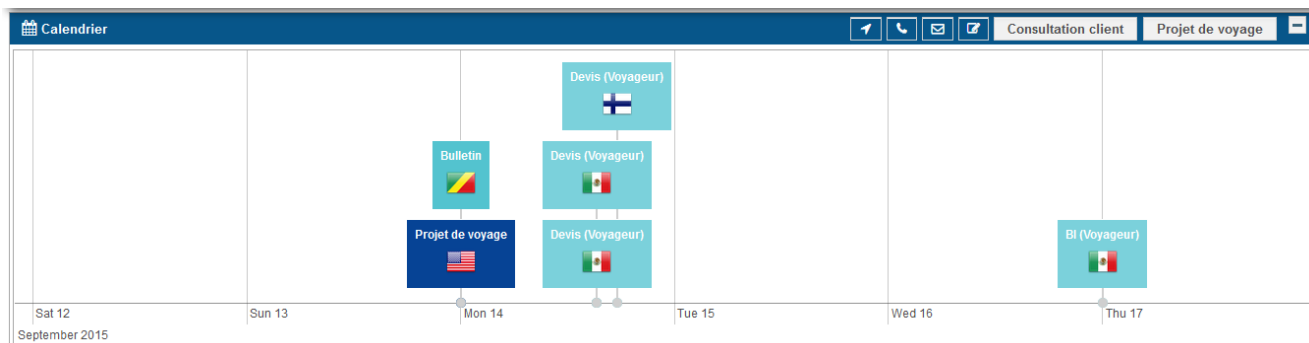 Calendrier
Consultation client
Projet de voyage
Devis (Voyageur)
Bulletin
Devis (Voyageur)
Projet de voyage
Devis (Voyageur)
BI (Voyageur)
Sat 12
Sun 13
Mon 14
Tue 15
Wed 16
Thu 17
September 2015